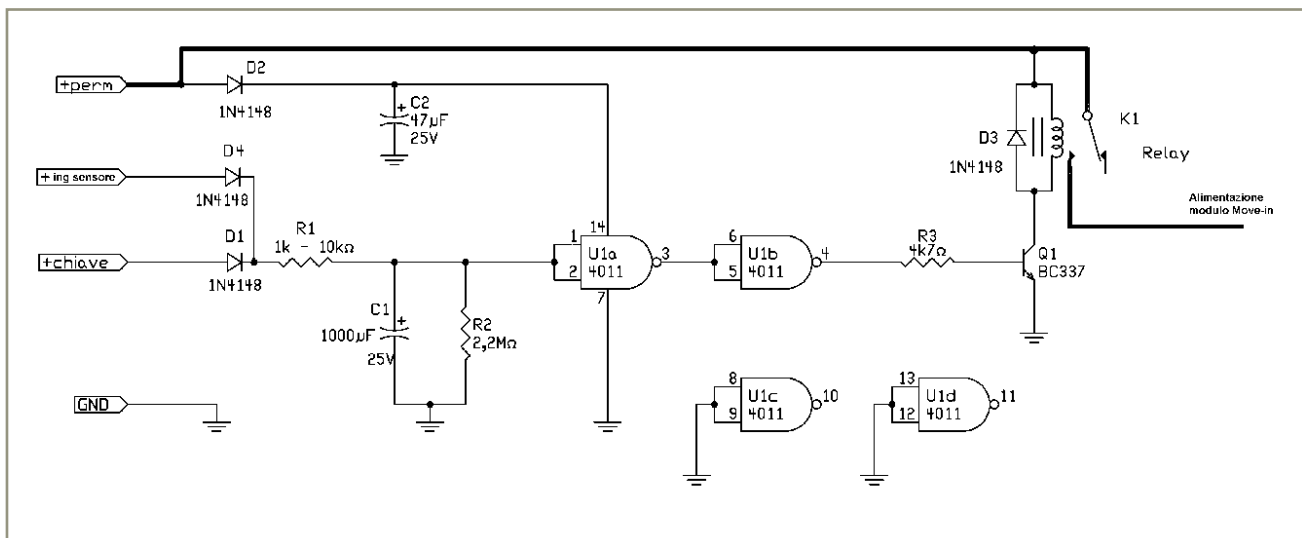 +perm
D2
1N4148
+
C2
47µF
25V
D4
+ ing sensore
1N4148
D1
+chiave
1N4148
R1
1k - 10kΩ
C1
+
1000µF
25V
R2
2,2MΩ
14
1
2
U1a
4011
3
7
6
5
U1b
4011
4
R3
4k7Ω
Q1
BC337
D3
1N4148
K1
Relay
Alimentazione
modulo Move-in
GND
8
9
U1c
4011
10
13
12
U1d
4011
11